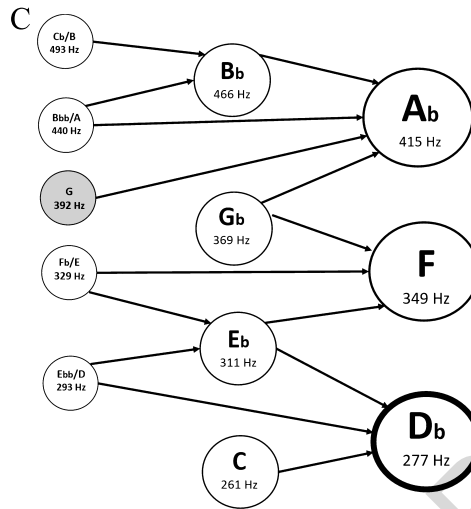 C
Cb/B
493 Hz
Bb
466 Hz
Ab
415 Hz
Bbb/A
440 Hz
G
392 Hz
Gb
369 Hz
Fb/E
329 Hz
F
349 Hz
Eb
311 Hz
Ebb/D
293 Hz
Db
277 Hz
C
261 Hz